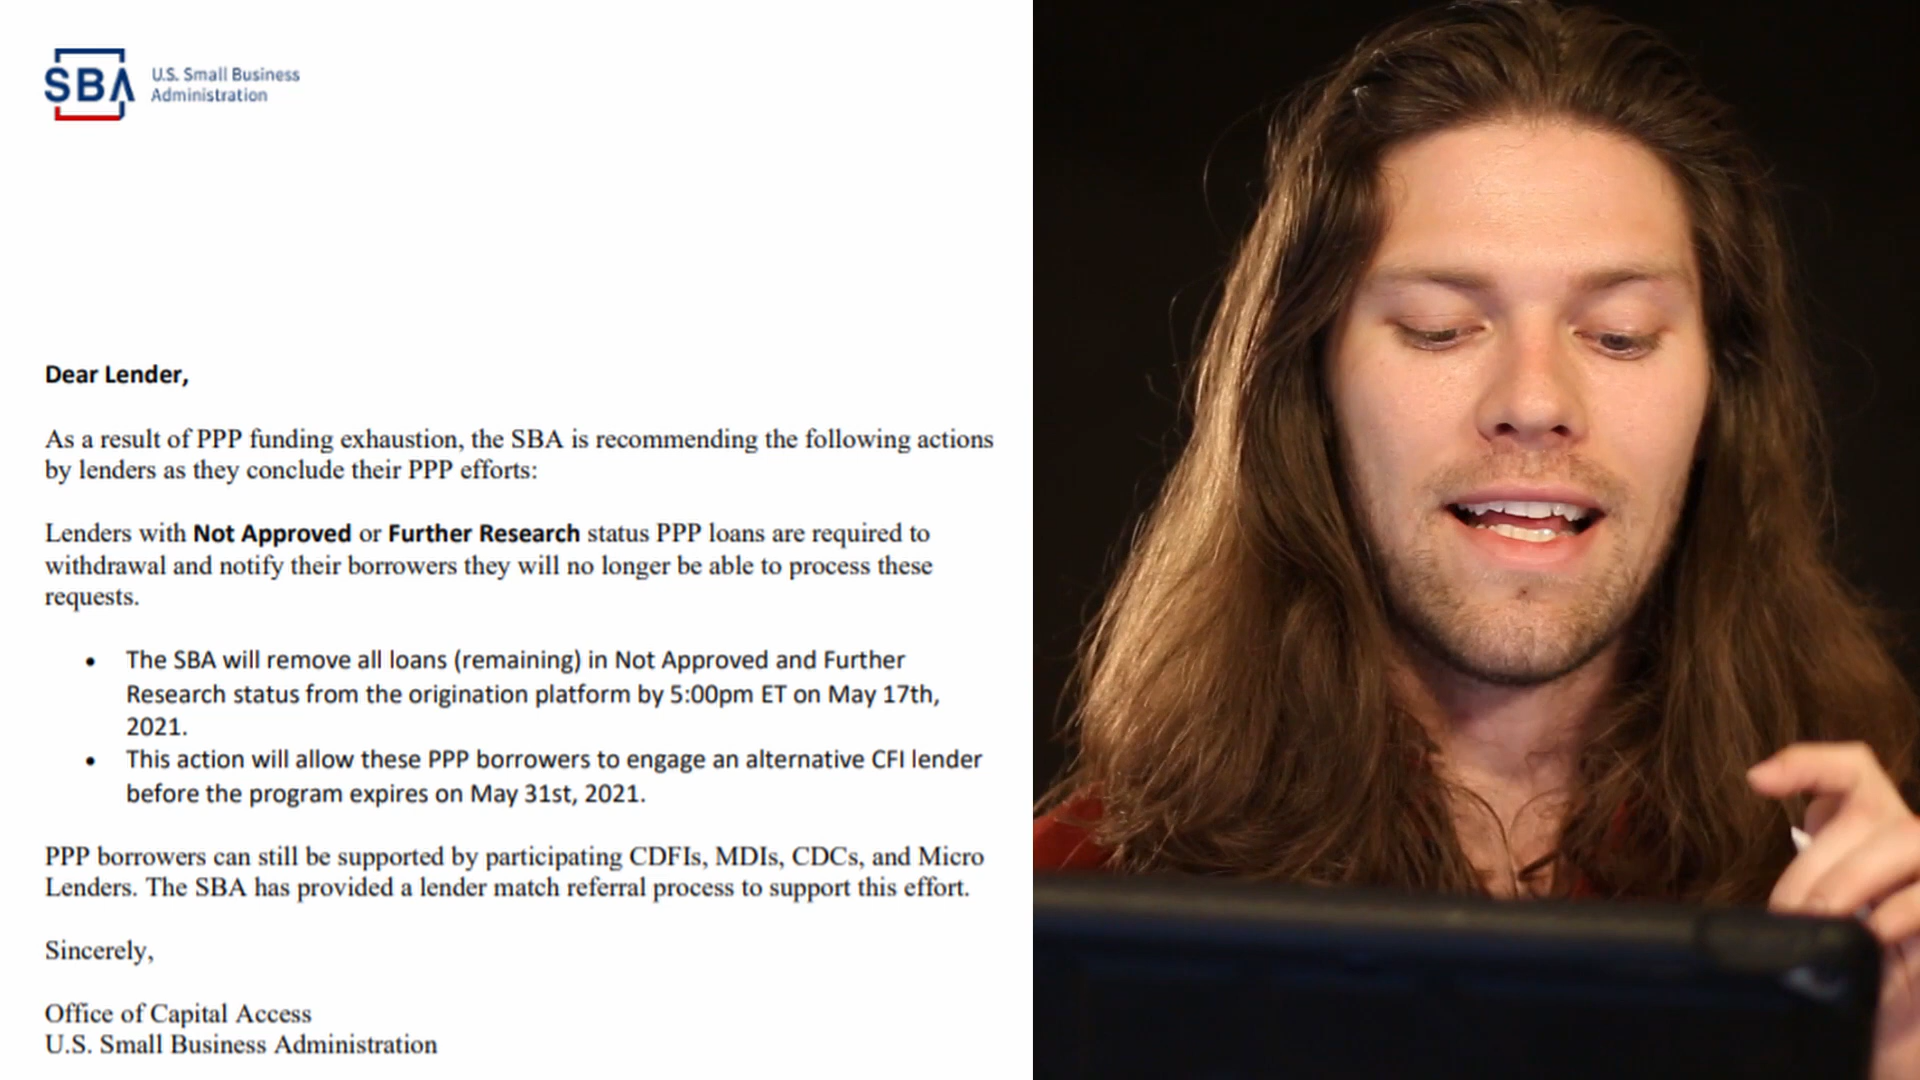 SBA
U.S. Small Business
Administration
Dear Lender,
As a result of PPP funding exhaustion, the SBA is recommending the following actions
by lenders as they conclude their PPP efforts:
Lenders with Not Approved or Further Research status PPP loans are required to
withdrawal and notify their borrowers they will no longer be able to process these
requests.
• The SBA will remove all loans (remaining) in Not Approved and Further
Research status from the origination platform by 5:00pm ET on May 17th,
2021.
• This action will allow these PPP borrowers to engage an alternative CFI lender
before the program expires on May 31st, 2021.
PPP borrowers can still be supported by participating CDFIs, MDIs, CDCs, and Micro
Lenders. The SBA has provided a lender match referral process to support this effort.
Sincerely,
Office of Capital Access
U.S. Small Business Administration